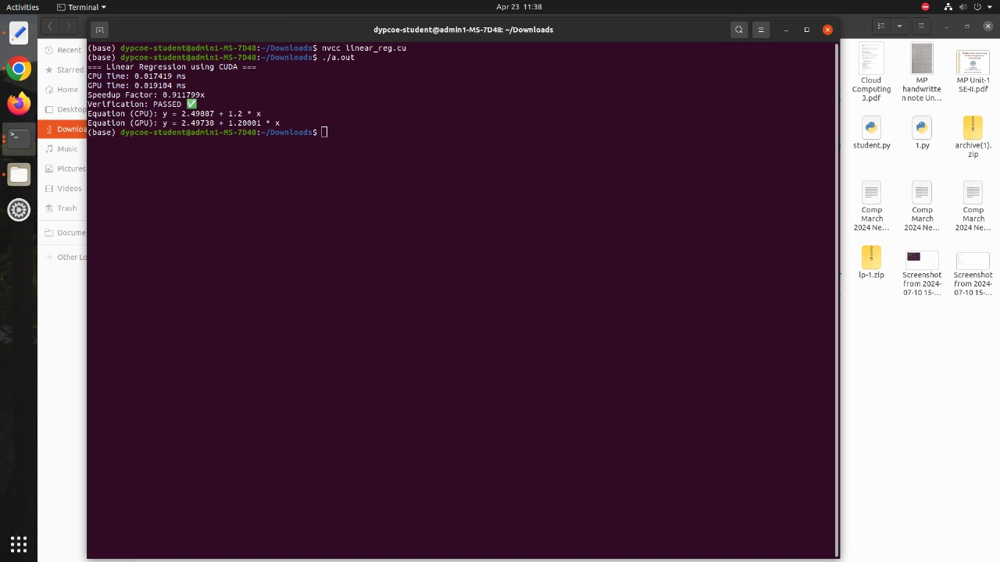 Activities
Terminal
Apr 23 11:38
dypcoe-student@admin1-MS-7D48: ~/Downloads
(base) dypcoe-student@admin1-MS-7D48:~/Downloads$ nvcc linear_reg.cu
(base) dypcoe-student@admin1-MS-7D48:~/Downloads$ ./a.out
=== Linear Regression using CUDA ===
CPU Time: 0.017419 ms
GPU Time: 0.019104 ms
Speedup Factor: 0.911799x
Verification: PASSED ✅
Equation (CPU): y = 2.49887 + 1.2 * x
Equation (GPU): y = 2.49738 + 1.20001 * x
(base) dypcoe-student@admin1-MS-7D48:~/Downloads$
Recent
Starred
Home
Desktop
Downloa
Music
Pictures
Videos
Trash
Docume
Other Lo
Cloud
Computing
3.pdf
MP
handwritte
n note Un…
MP Unit-1
SE-II.pdf
student.py
1.py
archive(1).
zip
Comp
March
2024 Ne…
Comp
March
2024 Ne…
Comp
March
2024 Ne…
lp-1.zip
Screenshot
from 2024-
07-10 15-…
Screenshot
from 2024-
07-10 15-…